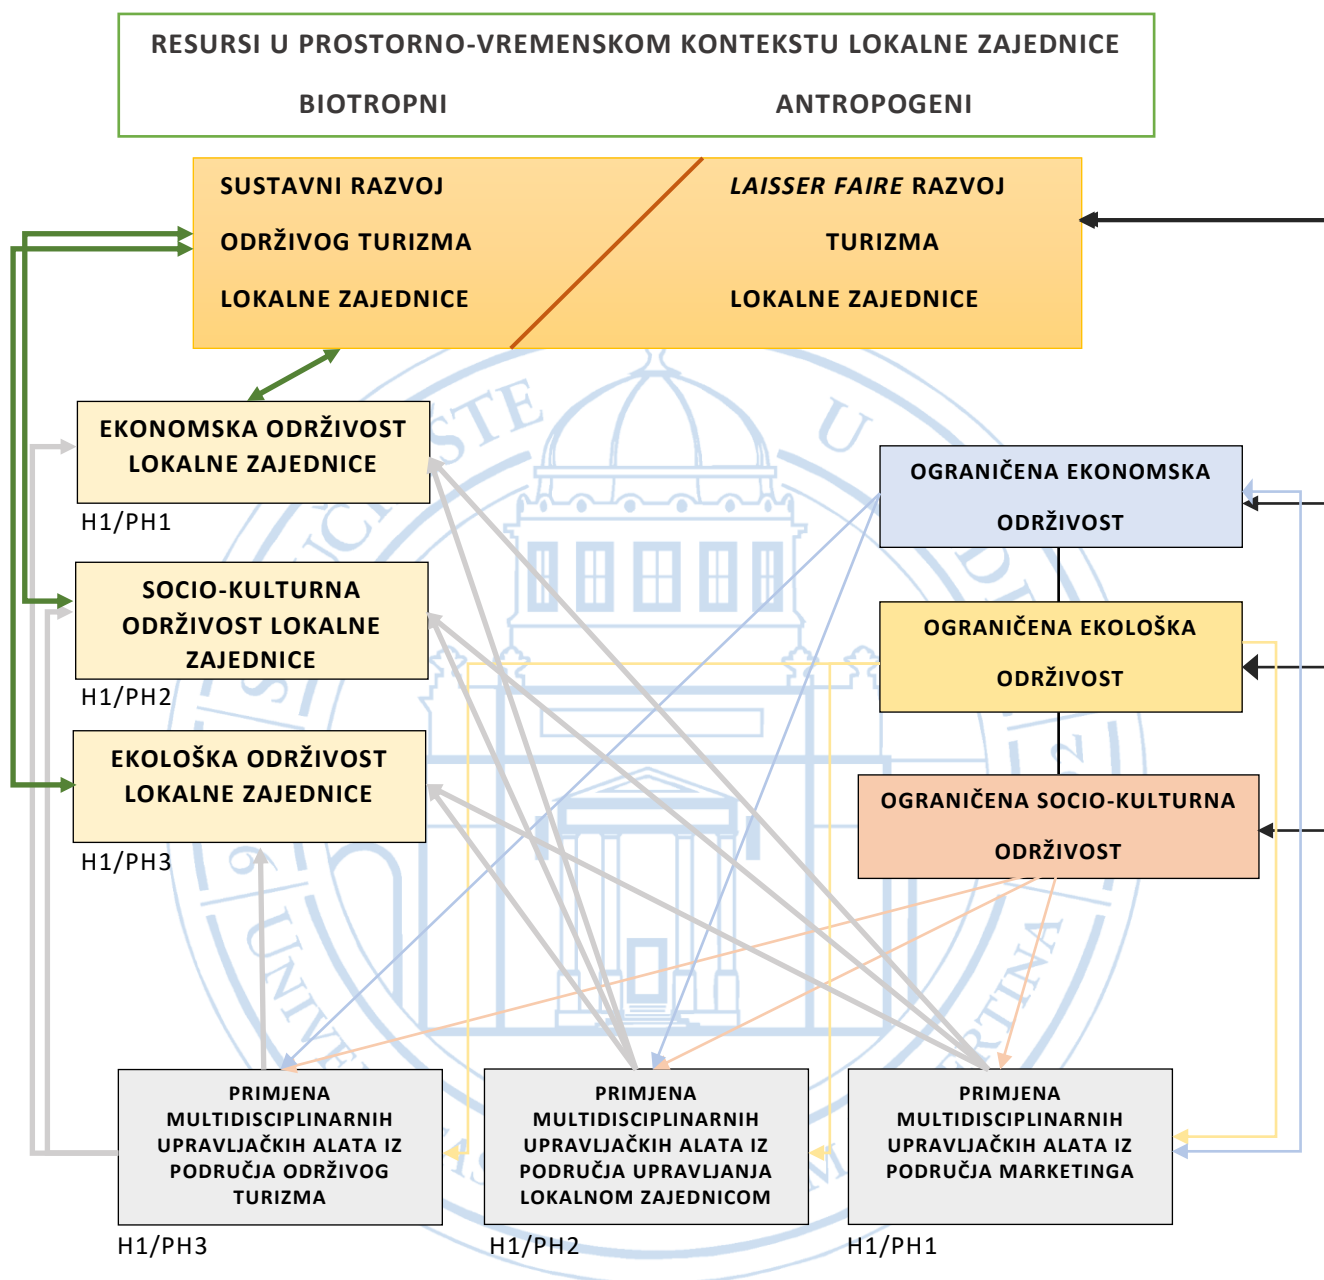 RESURSI U PROSTORNO-VREMENSKOM KONTEKSTU LOKALNE ZAJEDNICE
BIOTROPNI ANTROPOGENI
SUSTAVNI RAZVOJ
ODRŽIVOG TURIZMA
LOKALNE ZAJEDNICE
LAISSER FAIRE RAZVOJ
TURIZMA
LOKALNE ZAJEDNICE
EKONOMSKA ODRŽIVOST
LOKALNE ZAJEDNICE
H1/PH1
SOCIO-KULTURNA
ODRŽIVOST LOKALNE
ZAJEDNICE
H1/PH2
EKOLOŠKA ODRŽIVOST
LOKALNE ZAJEDNICE
H1/PH3
OGRANIČENA EKONOMSKA
ODRŽIVOST
OGRANIČENA EKOLOŠKA
ODRŽIVOST
OGRANIČENA SOCIO-KULTURNA
ODRŽIVOST
PRIMJENA
MULTIDISCIPLINARNIH
UPRAVLJAČKIH ALATA IZ
PODRUČJA ODRŽIVOG
TURIZMA
H1/PH3
PRIMJENA
MULTIDISCIPLINARNIH
UPRAVLJAČKIH ALATA IZ
PODRUČJA UPRAVLJANJA
LOKALNOM ZAJEDNICOM
H1/PH2
PRIMJENA
MULTIDISCIPLINARNIH
UPRAVLJAČKIH ALATA IZ
PODRUČJA MARKETINGA
H1/PH1